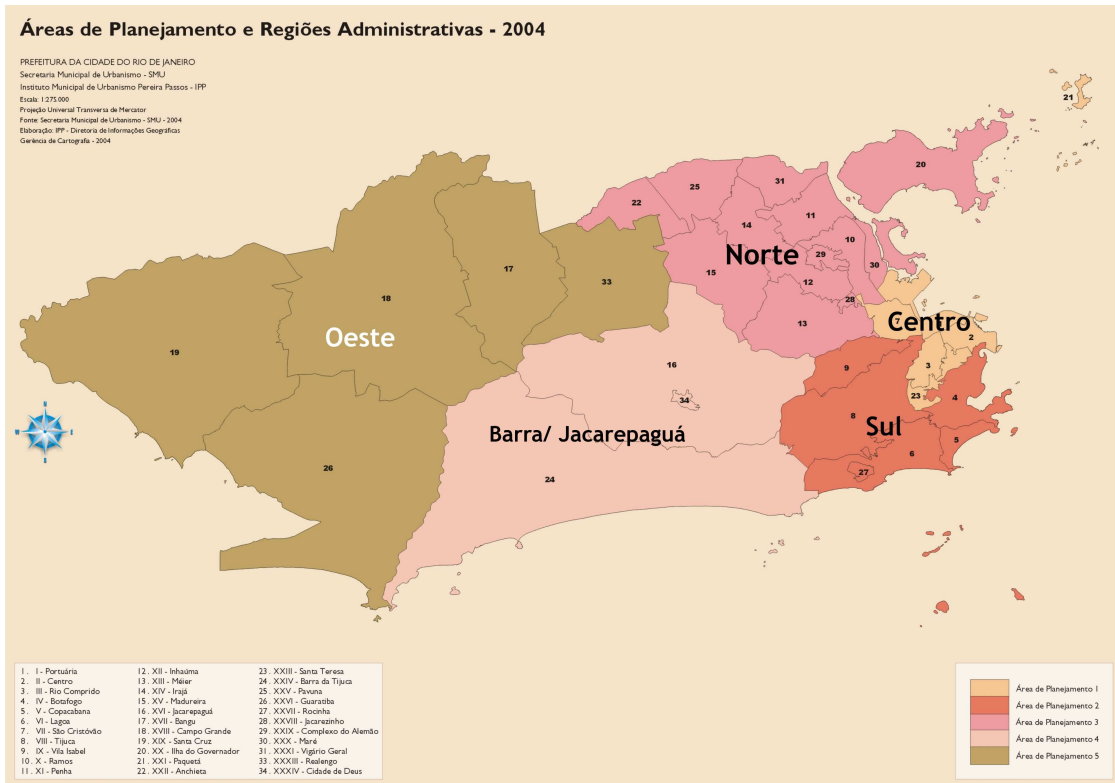 Áreas de Planejamento e Regiões Administrativas - 2004
PREFEITURA DA CIDADE DO RIO DE JANEIRO
Secretaria Municipal de Urbanismo - SMU
Instituto Municipal de Urbanismo Pereira Passos - IPP
Escala: 1:275.000
Projeção Universal Transversa de Mercator
Fonte: Secretaria Municipal de Urbanismo - SMU - 2004
Elaboração: IPP - Diretoria de Informações Geográficas
Gerência de Cartografia - 2004
21
20
31
25
22
11
14
10
Norte
29
30
15
17
33
12
28
18
13
7
Centro
2
Oeste
19
16
9
3
34
23
4
8
Sul
Barra/ Jacarepaguá
5
6
26
27
24
N
E
S
1. I - Portuária
2. II - Centro
3. III - Rio Comprido
4. IV - Botafogo
5. V - Copacabana
6. VI - Lagoa
7. VII - São Cristóvão
8. VIII - Tijuca
9. IX - Vila Isabel
10. X - Ramos
11. XI - Penha
12. XII - Inhaúma
13. XIII - Méier
14. XIV - Irajá
15. XV - Madureira
16. XVI - Jacarepaguá
17. XVII - Bangu
18. XVIII - Campo Grande
19. XIX - Santa Cruz
20. XX - Ilha do Governador
21. XXI - Paquetá
22. XXII - Anchieta
23. XXIII - Santa Teresa
24. XXIV - Barra da Tijuca
25. XXV - Pavuna
26. XXVI - Guaratiba
27. XXVII - Rocinha
28. XXVIII - Jacarezinho
29. XXIX - Complexo do Alemão
30. XXX - Maré
31. XXXI - Vigário Geral
33. XXXIII - Realengo
34. XXXIV - Cidade de Deus
Área de Planejamento 1
Área de Planejamento 2
Área de Planejamento 3
Área de Planejamento 4
Área de Planejamento 5